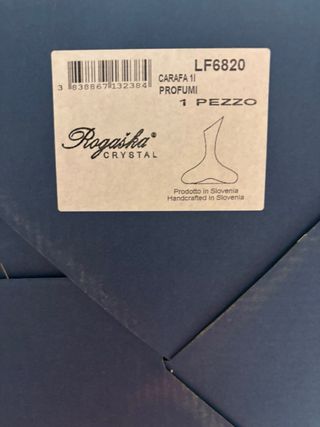 LF6820
3 838867 132384
CARAFA 1l
PROFUMI
1 PEZZO
Rogaška®
CRYSTAL
Prodotto in Slovenia
Handcrafted in Slovenia